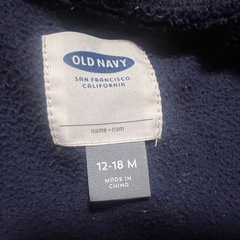 OLD NAVY
SAN FRANCISCO
CALIFORNIA
name • nom
12-18 M
MADE IN
CHINA